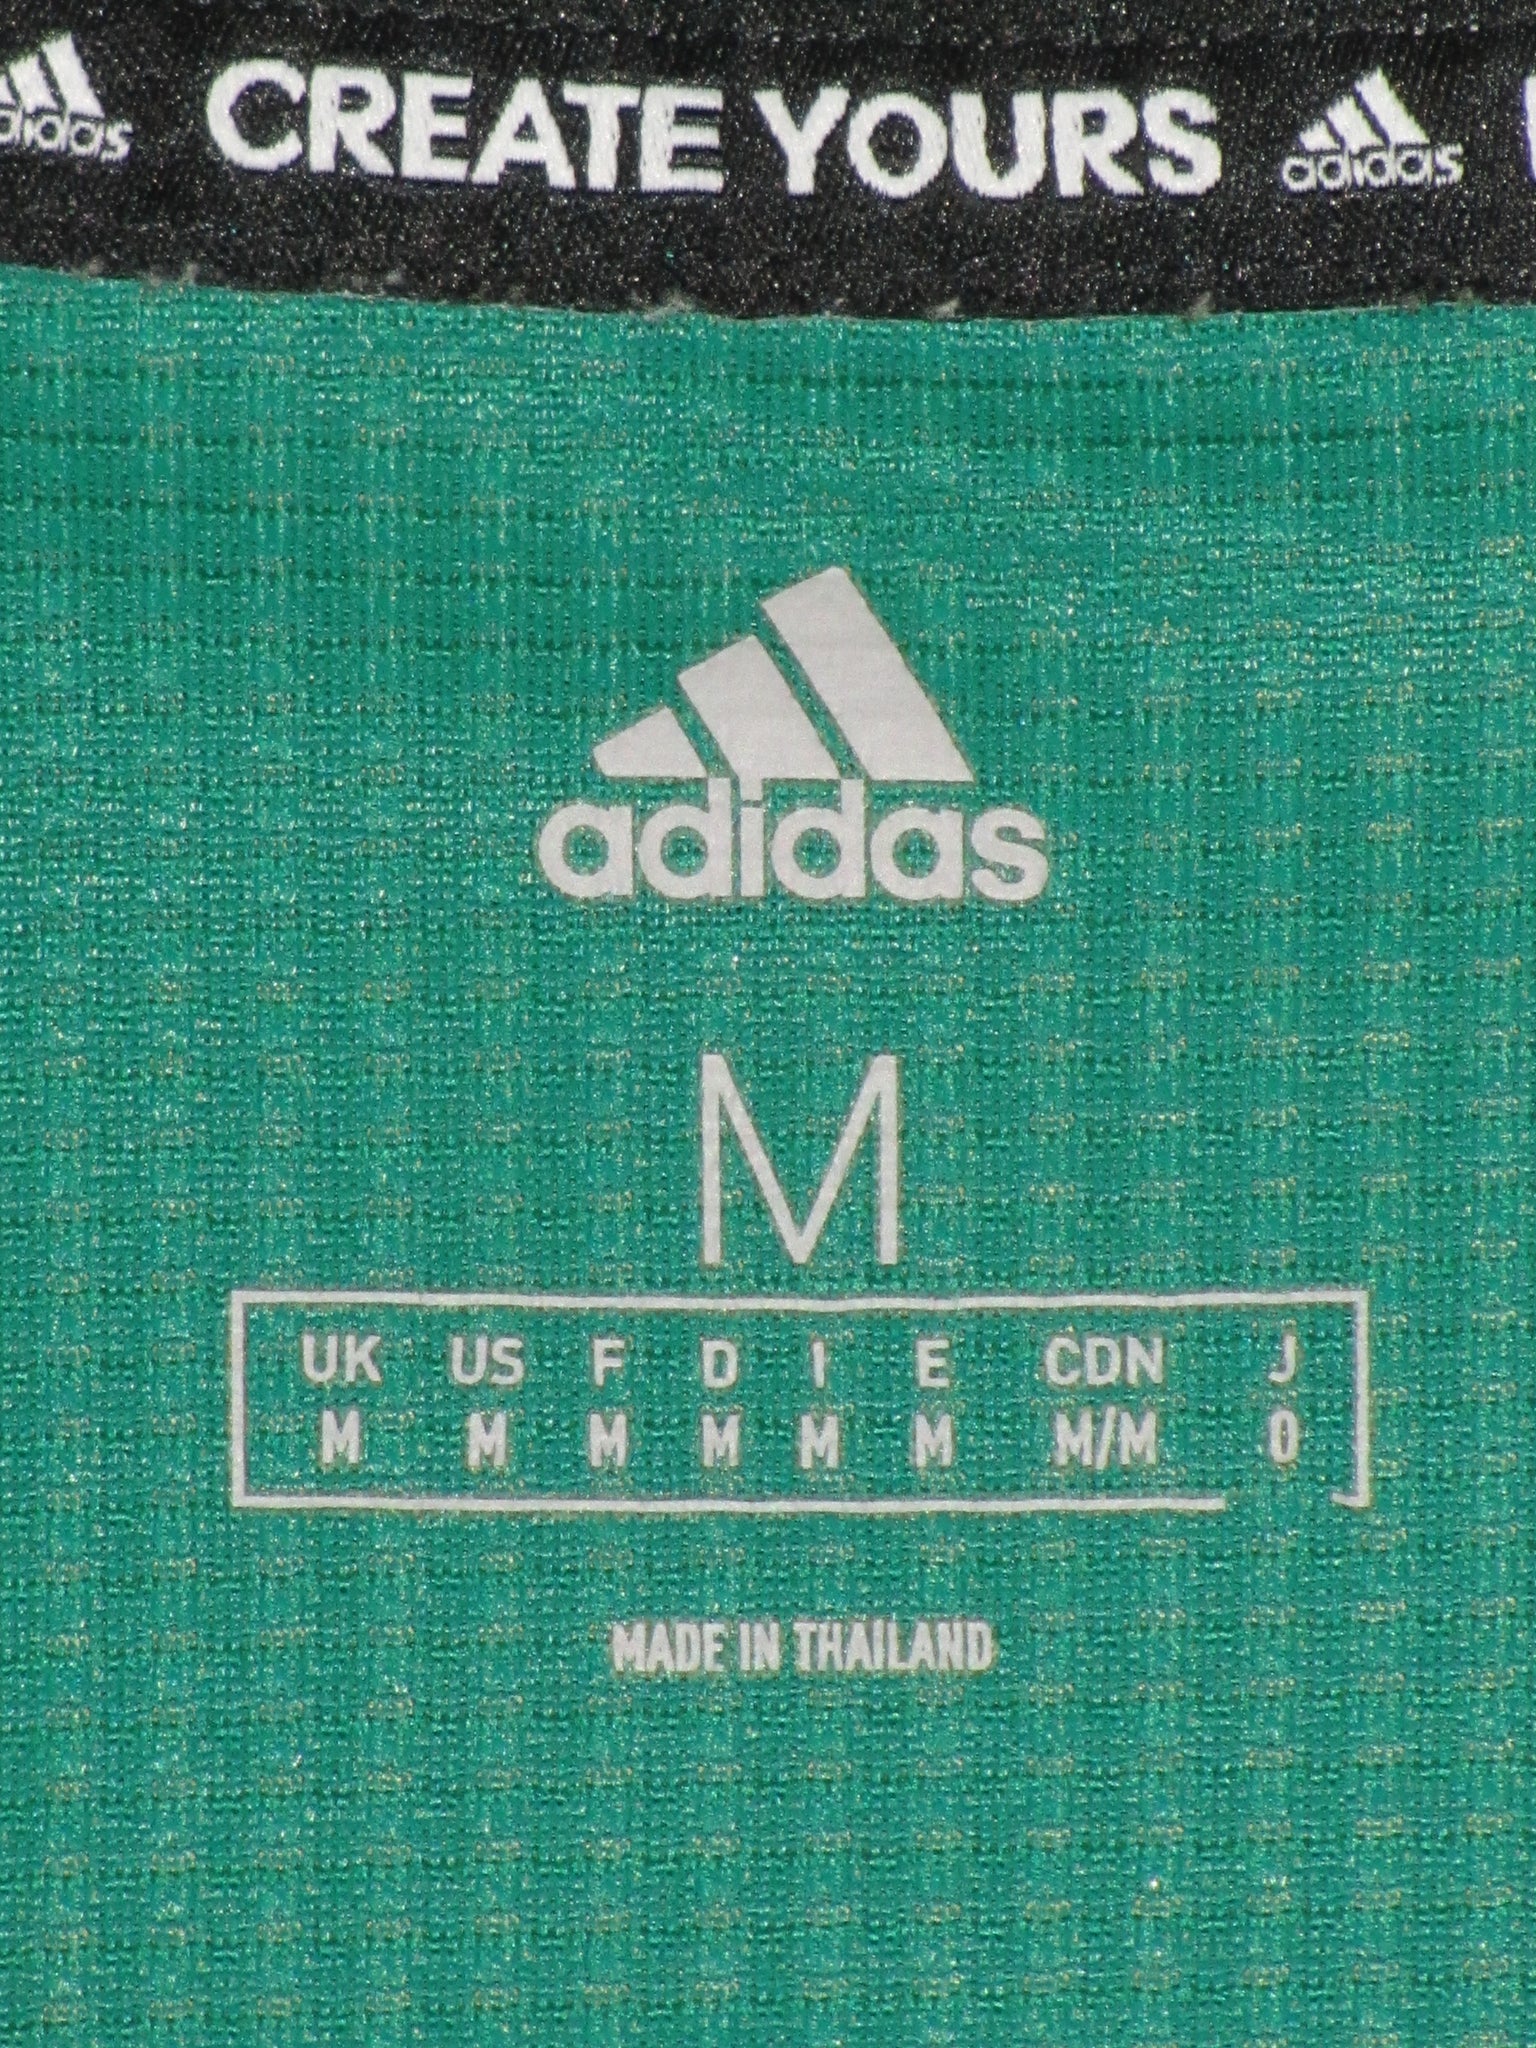 adidas CREATE YOURS adidas
adidas
M
UK US F D I E CDN J
M M M M M M M/M O
MADE IN THAILAND